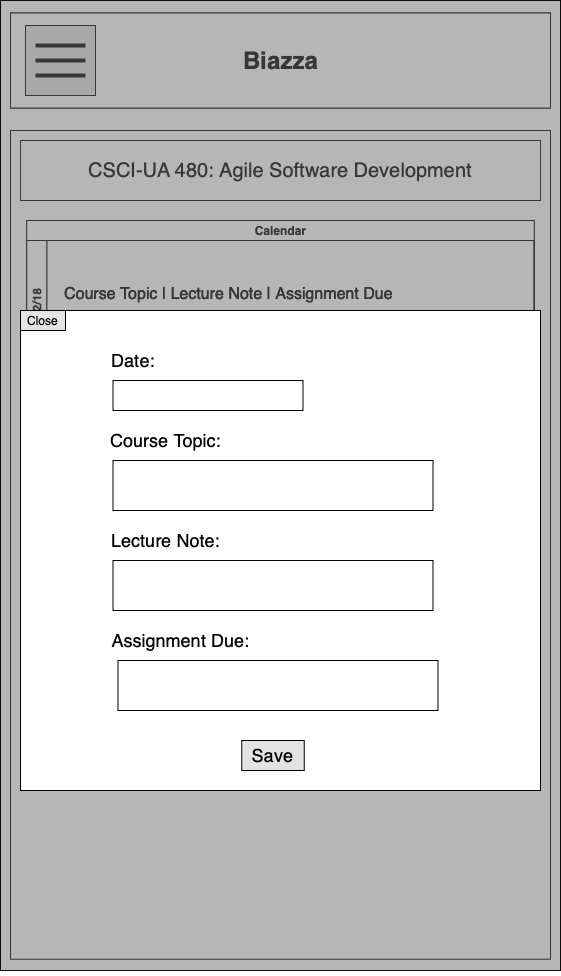 Biazza
CSCI-UA 480: Agile Software Development
Calendar
2/18
Course Topic | Lecture Note | Assignment Due
Close
Date:
Course Topic:
Lecture Note:
Assignment Due:
Save